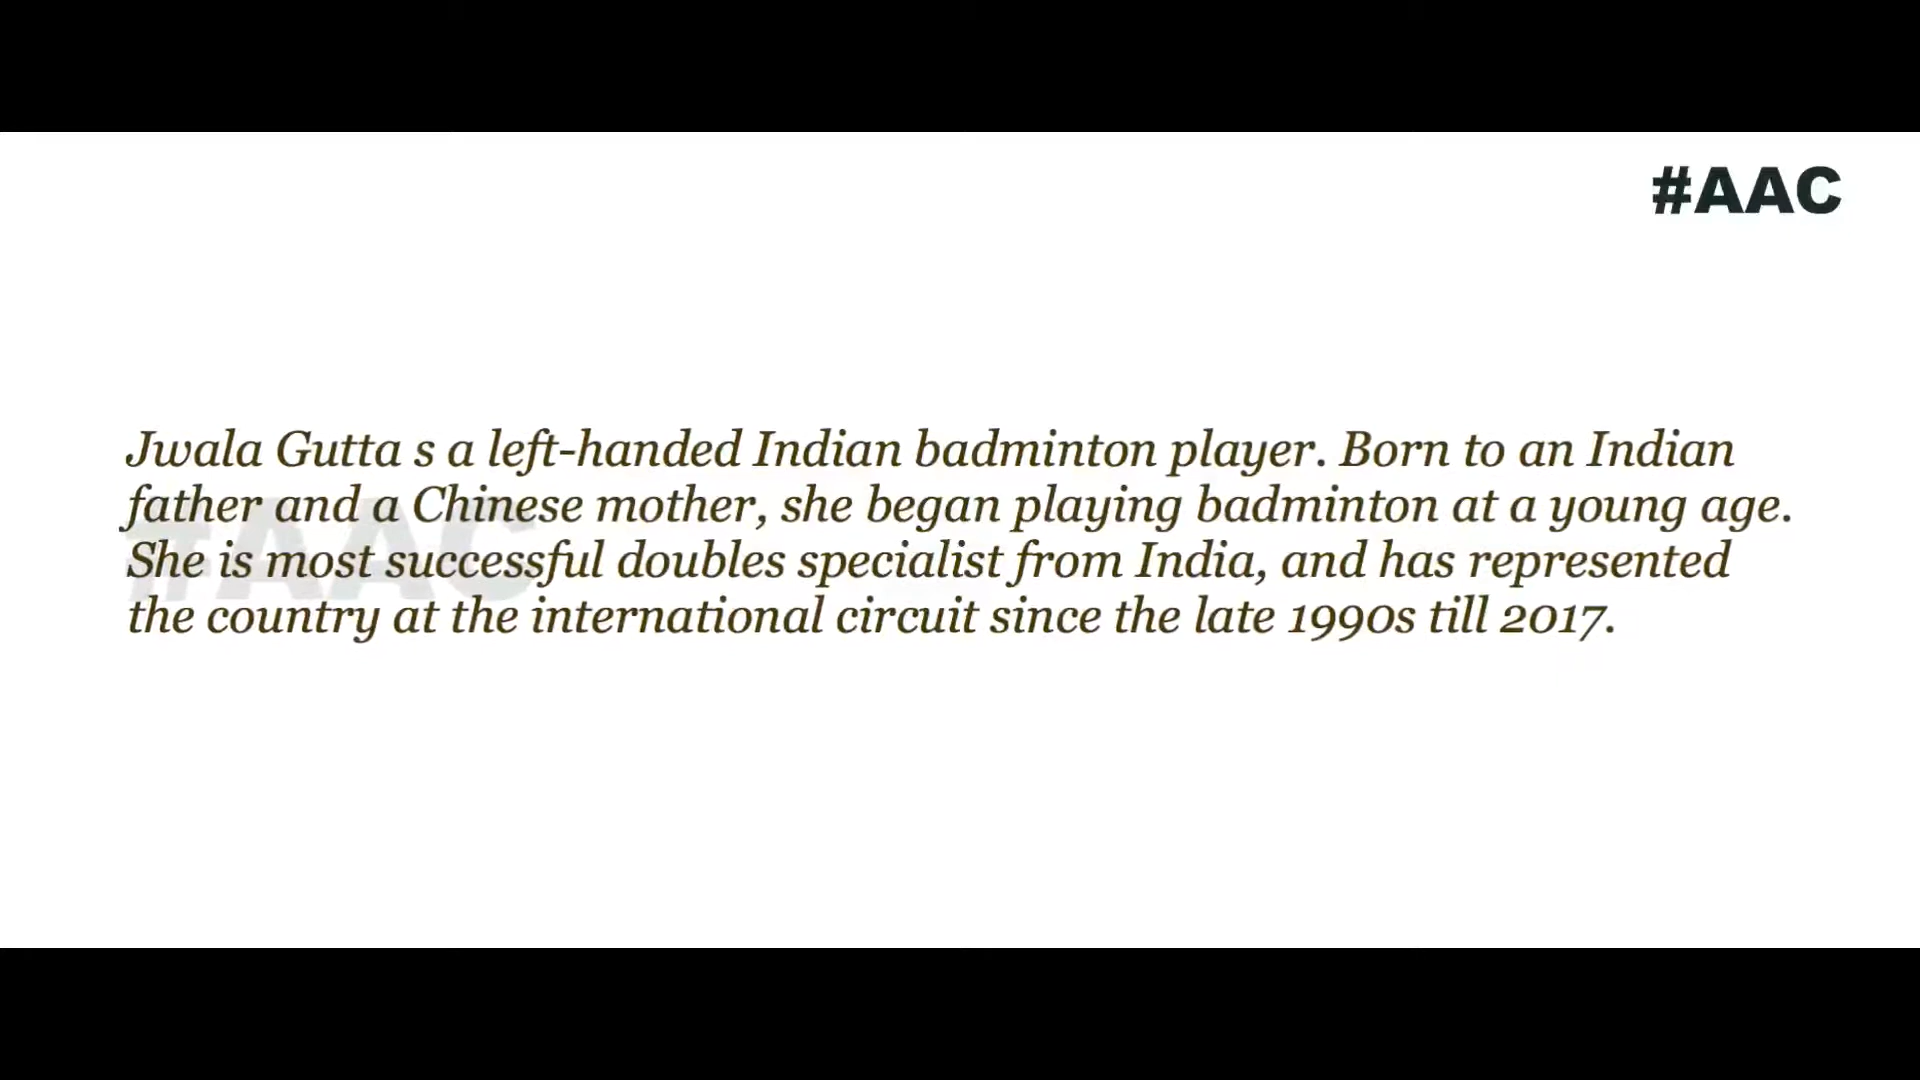 #AAC
Jwala Gutta s a left-handed Indian badminton player. Born to an Indian
father and a Chinese mother, she began playing badminton at a young age.
She is most successful doubles specialist from India, and has represented
the country at the international circuit since the late 1990s till 2017.
#AAC